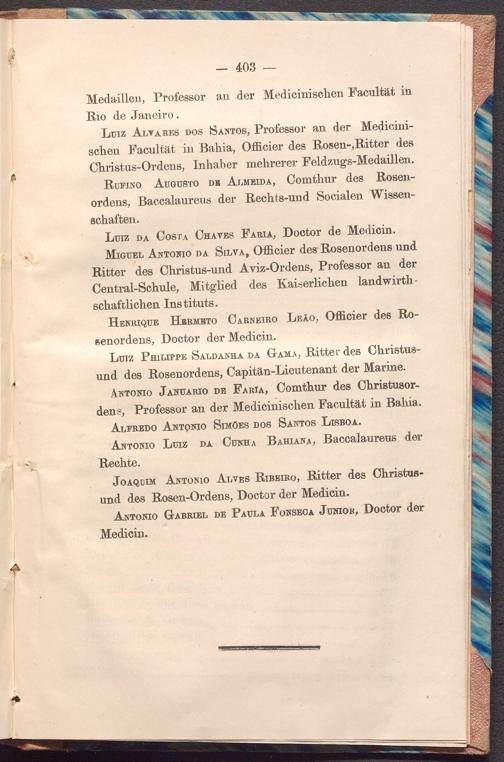 — 403 —
Medaillen, Professor an der Medicinischen Facultät in
Rio de Janeiro.
Luiz Alvares dos Santos, Professor an der Medicini-
schen Facultät in Bahia, Officier des Rosen-,Ritter des
Christus-Ordens, Inhaber mehrerer Feldzugs-Medaillen.
Rufino Augusto de Almeida, Comthur des Rosen-
ordens, Baccalaureus der Rechts-und Socialen Wissen-
schaften.
Luiz da Costa Chaves Faria, Doctor de Medicin.
Miguel Antonio da Silva, Officier des Rosenordens und
Ritter des Christus-und Aviz-Ordens, Professor an der
Central-Schule, Mitglied des Kaiserlichen landwirth-
schaftlichen Instituts.
Henrique Hermeto Carneiro Leão, Officier des Ro-
senordens, Doctor der Medicin.
Luiz Philippe Saldanha da Gama, Ritter des Christus-
und des Rosenordens, Capitän-Lieutenant der Marine.
Antonio Januario de Faria, Comthur des Christusor-
dens, Professor an der Medicinischen Facultät in Bahia.
Alfredo Antonio Simões dos Santos Lisboa.
Antonio Luiz da Cunha Bahiana, Baccalaureus der
Rechte.
Joaquim Antonio Alves Ribeiro, Ritter des Christus-
und des Rosen-Ordens, Doctor der Medicin.
Antonio Gabriel de Paula Fonseca Junior, Doctor der
Medicin.